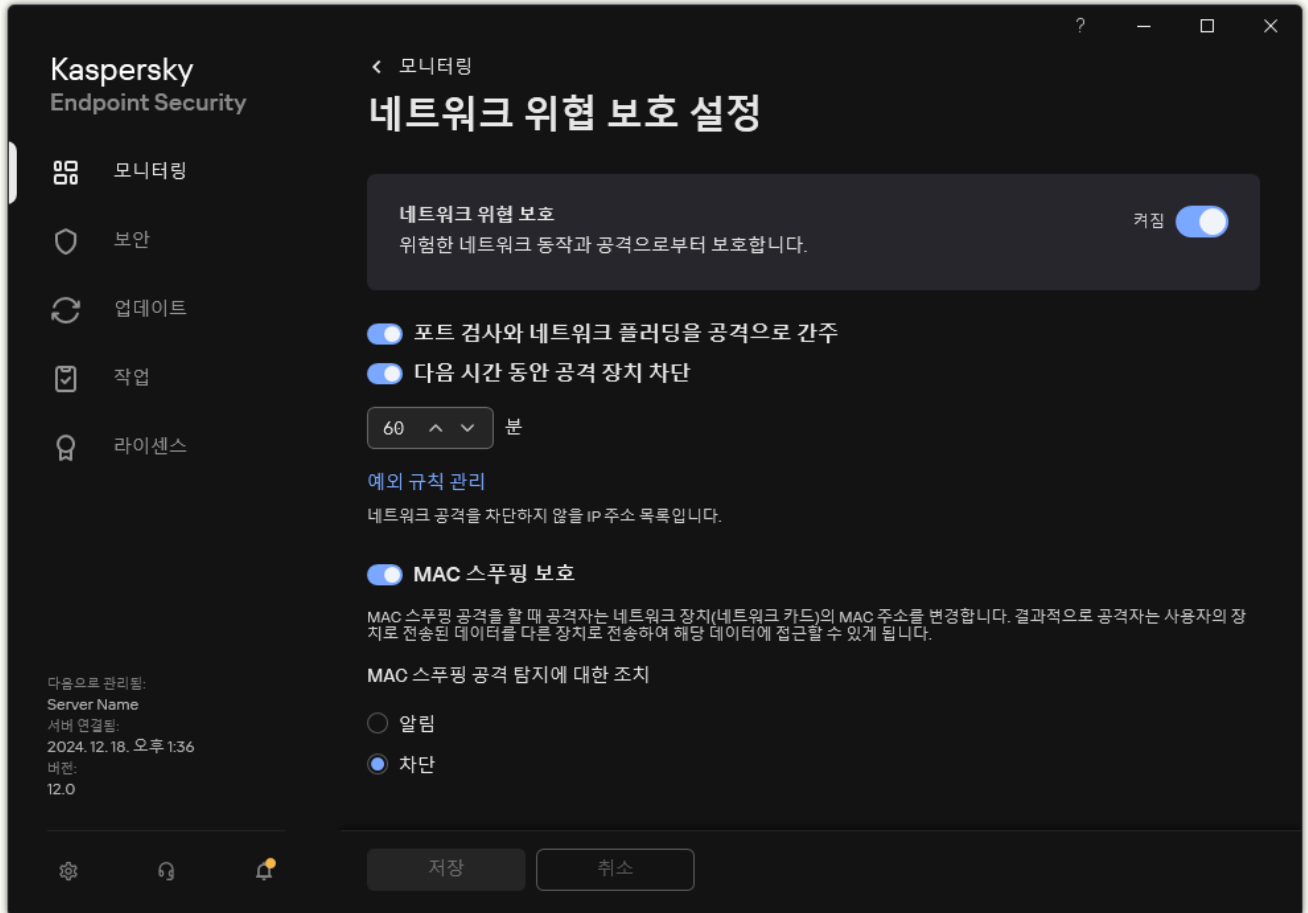 Kaspersky
Endpoint Security
모니터링
보안
업데이트
작업
라이센스
다음으로 관리됨:
Server Name
서버 연결됨:
2024. 12. 18. 오후 1:36
버전:
12.0
모니터링
네트워크 위협 보호 설정
네트워크 위협 보호
위험한 네트워크 동작과 공격으로부터 보호합니다.
켜짐
포트 검사와 네트워크 플러딩을 공격으로 간주
다음 시간 동안 공격 장치 차단
60 분
예외 규칙 관리
네트워크 공격을 차단하지 않을 IP 주소 목록입니다.
MAC 스푸핑 보호
MAC 스푸핑 공격을 할 때 공격자는 네트워크 장치(네트워크 카드)의 MAC 주소를 변경합니다. 결과적으로 공격자는 사용자의 장
치로 전송된 데이터를 다른 장치로 전송하여 해당 데이터에 접근할 수 있게 됩니다.
MAC 스푸핑 공격 탐지에 대한 조치
알림
차단
저장
취소